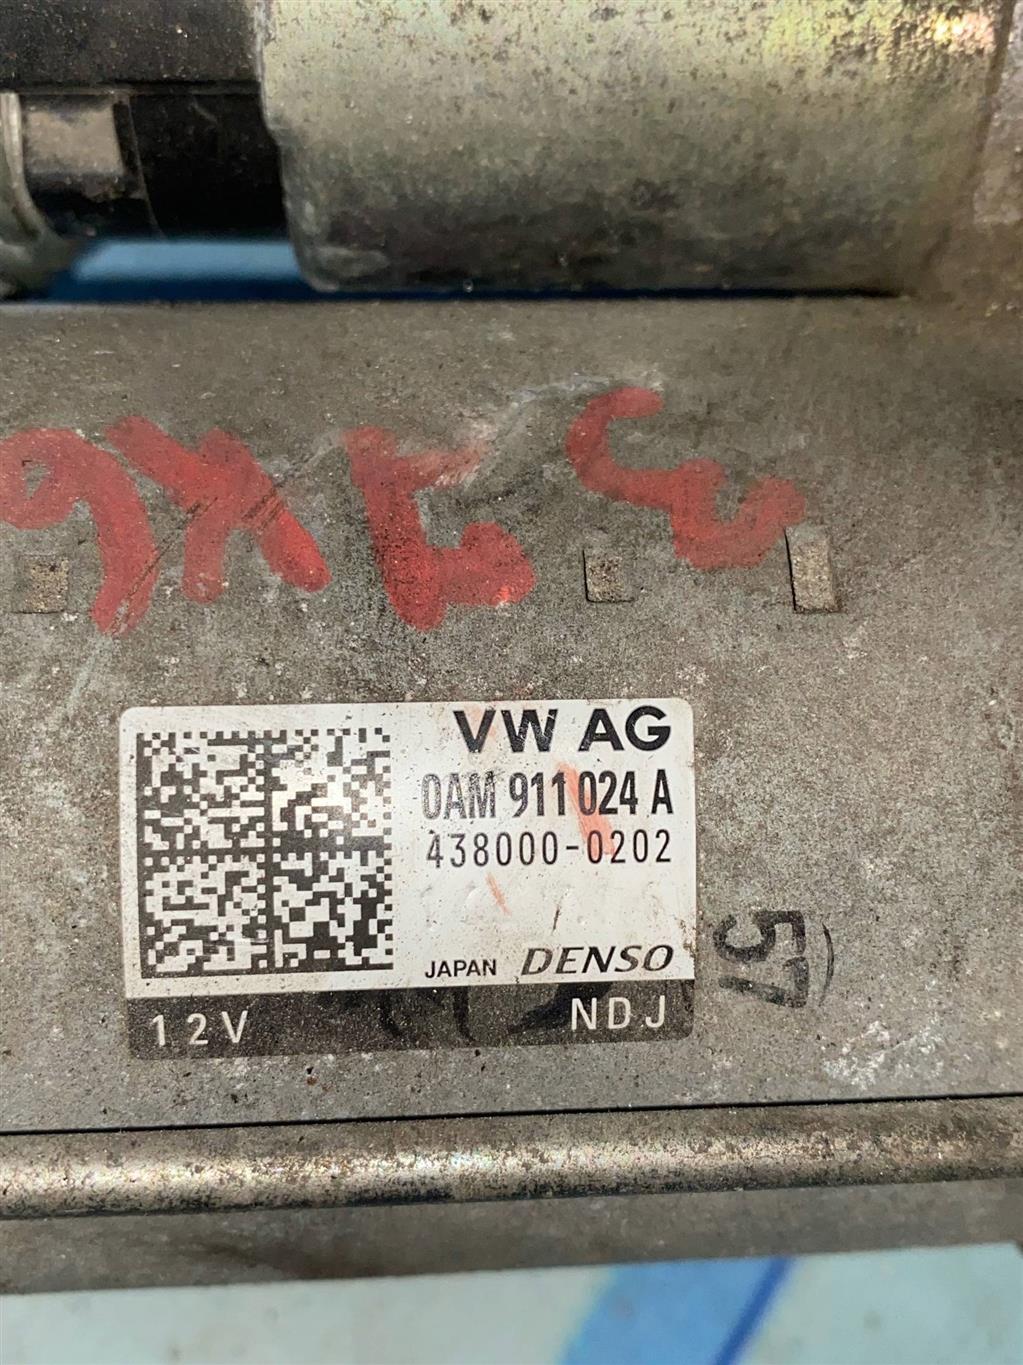 VW AG
0AM 911 024 A
438000-0202
JAPAN DENSO
12V NDJ
57